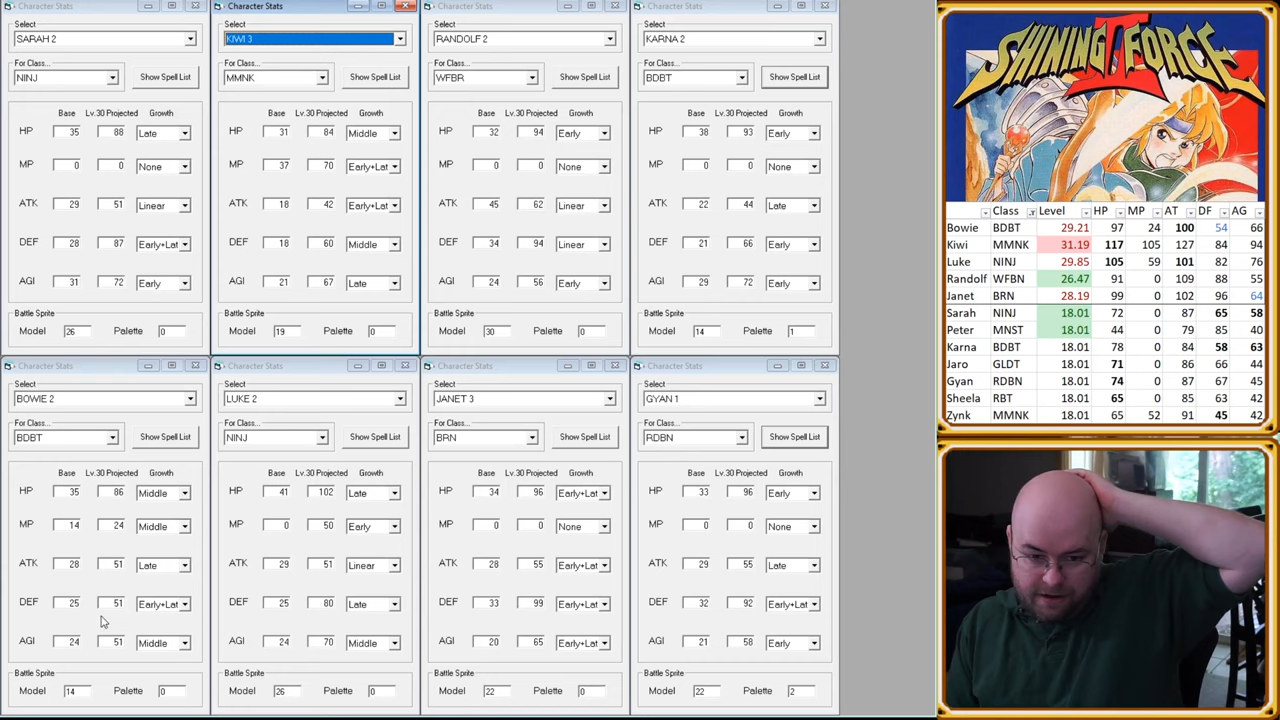 Character Stats
Select
SARAH 2
For Class...
NINJ
Show Spell List
Base Lv.30 Projected Growth
HP 35 88 Late
MP 0 0 None
ATK 29 51 Linear
DEF 28 87 Early+Lat
AGI 31 72 Early
Battle Sprite
Model 26 Palette 0
Character Stats
Select
KIWI 3
For Class...
MMNK
Show Spell List
Base Lv.30 Projected Growth
HP 31 84 Middle
MP 37 70 Early+Lat
ATK 18 42 Early+Lat
DEF 18 60 Middle
AGI 21 67 Late
Battle Sprite
Model 19 Palette 0
Character Stats
Select
RANDOLF 2
For Class...
WFBR
Show Spell List
Base Lv.30 Projected Growth
HP 32 94 Early
MP 0 0 None
ATK 45 62 Linear
DEF 34 94 Linear
AGI 24 56 Early
Battle Sprite
Model 30 Palette 0
Character Stats
Select
KARNA 2
For Class...
BDBT
Show Spell List
Base Lv.30 Projected Growth
HP 38 93 Early
MP 0 0 None
ATK 22 44 Late
DEF 21 66 Early
AGI 29 72 Early
Battle Sprite
Model 14 Palette 1
Character Stats
Select
BOWIE 2
For Class...
BDBT
Show Spell List
Base Lv.30 Projected Growth
HP 35 86 Middle
MP 14 24 Middle
ATK 28 51 Late
DEF 25 51 Early+Lat
AGI 24 51 Middle
Battle Sprite
Model 14 Palette 0
Character Stats
Select
LUKE 2
For Class...
NINJ
Show Spell List
Base Lv.30 Projected Growth
HP 41 102 Late
MP 0 50 Early
ATK 29 51 Linear
DEF 25 80 Late
AGI 24 70 Middle
Battle Sprite
Model 26 Palette 0
Character Stats
Select
JANET 3
For Class...
BRN
Show Spell List
Base Lv.30 Projected Growth
HP 34 96 Early+Lat
MP 0 0 None
ATK 28 55 Early+Lat
DEF 33 99 Early+Lat
AGI 20 65 Early+Lat
Battle Sprite
Model 22 Palette 0
Character Stats
Select
GYAN 1
For Class...
RDBN
Show Spell List
Base Lv.30 Projected Growth
HP 33 96 Early
MP 0 0 None
ATK 29 55 Late
DEF 32 92 Early+Lat
AGI 21 58 Early
Battle Sprite
Model 22 Palette 2
SHINING FORCE II
Class Level HP MP AT DF AG
Bowie BDBT 29.21 97 24 100 54 66
Kiwi MMNK 31.19 117 105 127 84 94
Luke NINJ 29.85 105 59 101 82 76
Randolf WFBN 26.47 91 0 109 88 55
Janet BRN 28.19 99 0 102 96 64
Sarah NINJ 18.01 72 0 87 65 58
Peter MNST 18.01 44 0 79 85 40
Karna BDBT 18.01 78 0 84 58 63
Jaro GLDT 18.01 71 0 86 66 44
Gyan RDBN 18.01 74 0 87 67 45
Sheela RBT 18.01 65 0 85 63 42
Zynk MMNK 18.01 65 52 91 45 42